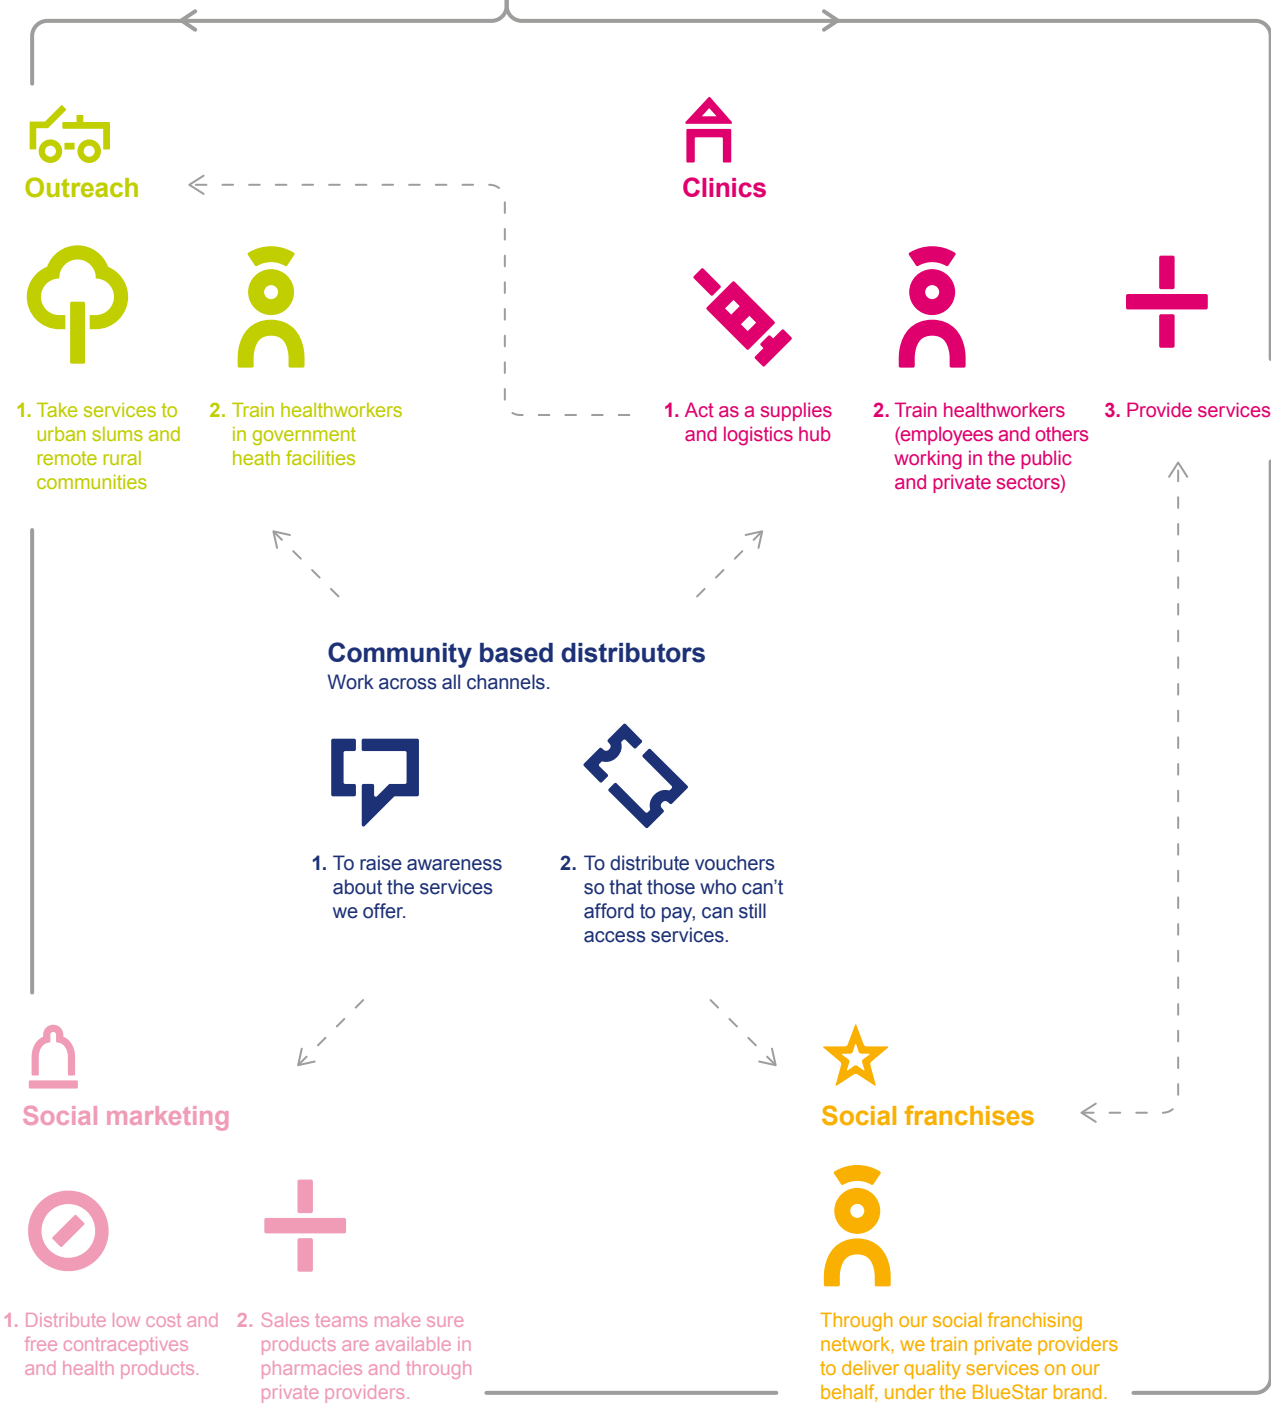 Outreach
1. Take services to
urban slums and
remote rural
communities
2. Train healthworkers
in government
heath facilities
Clinics
1. Act as a supplies
and logistics hub
2. Train healthworkers
(employees and others
working in the public
and private sectors)
3. Provide services
Community based distributors
Work across all channels.
1. To raise awareness
about the services
we offer.
2. To distribute vouchers
so that those who can't
afford to pay, can still
access services.
Social marketing
1. Distribute low cost and
free contraceptives
and health products.
2. Sales teams make sure
products are available in
pharmacies and through
private providers.
Social franchises
Through our social franchising
network, we train private providers
to deliver quality services on our
behalf, under the BlueStar brand.